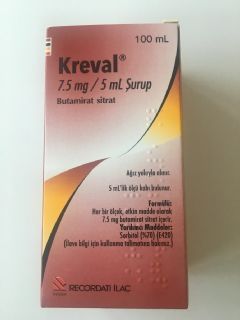 100 mL
Kreval®
7.5 mg / 5 mL Şurup
Butamirat sitrat
Ağız yoluyla alınır.
5 mL'lik ölçü kabı bulunur.
Formülü:
Her bir ölçek, etkin madde olarak
7.5 mg butamirat sitrat içerir.
Yardımcı Maddeler:
Sorbitol (%70) (E420)
(İlave bilgi için kullanma talimatına bakınız.)
RECORDATI İLAÇ